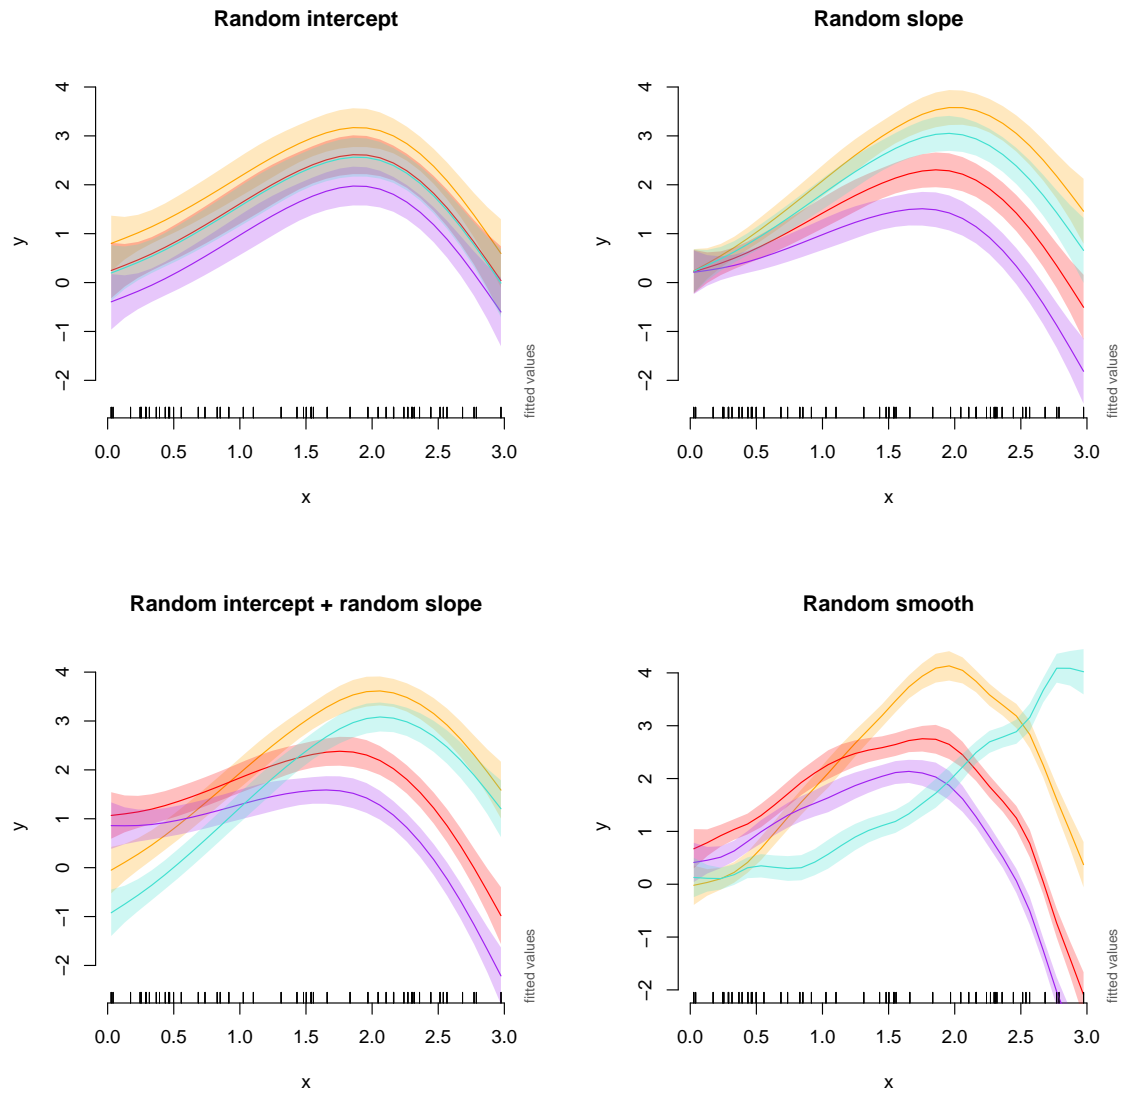 Random intercept
4
3
2
1
0
−1
−2
y
fitted values
0.0 0.5 1.0 1.5 2.0 2.5 3.0
x
Random slope
4
3
2
1
0
−1
−2
y
fitted values
0.0 0.5 1.0 1.5 2.0 2.5 3.0
x
Random intercept + random slope
4
3
2
1
0
−1
−2
y
fitted values
0.0 0.5 1.0 1.5 2.0 2.5 3.0
x
Random smooth
4
3
2
1
0
−1
−2
y
fitted values
0.0 0.5 1.0 1.5 2.0 2.5 3.0
x